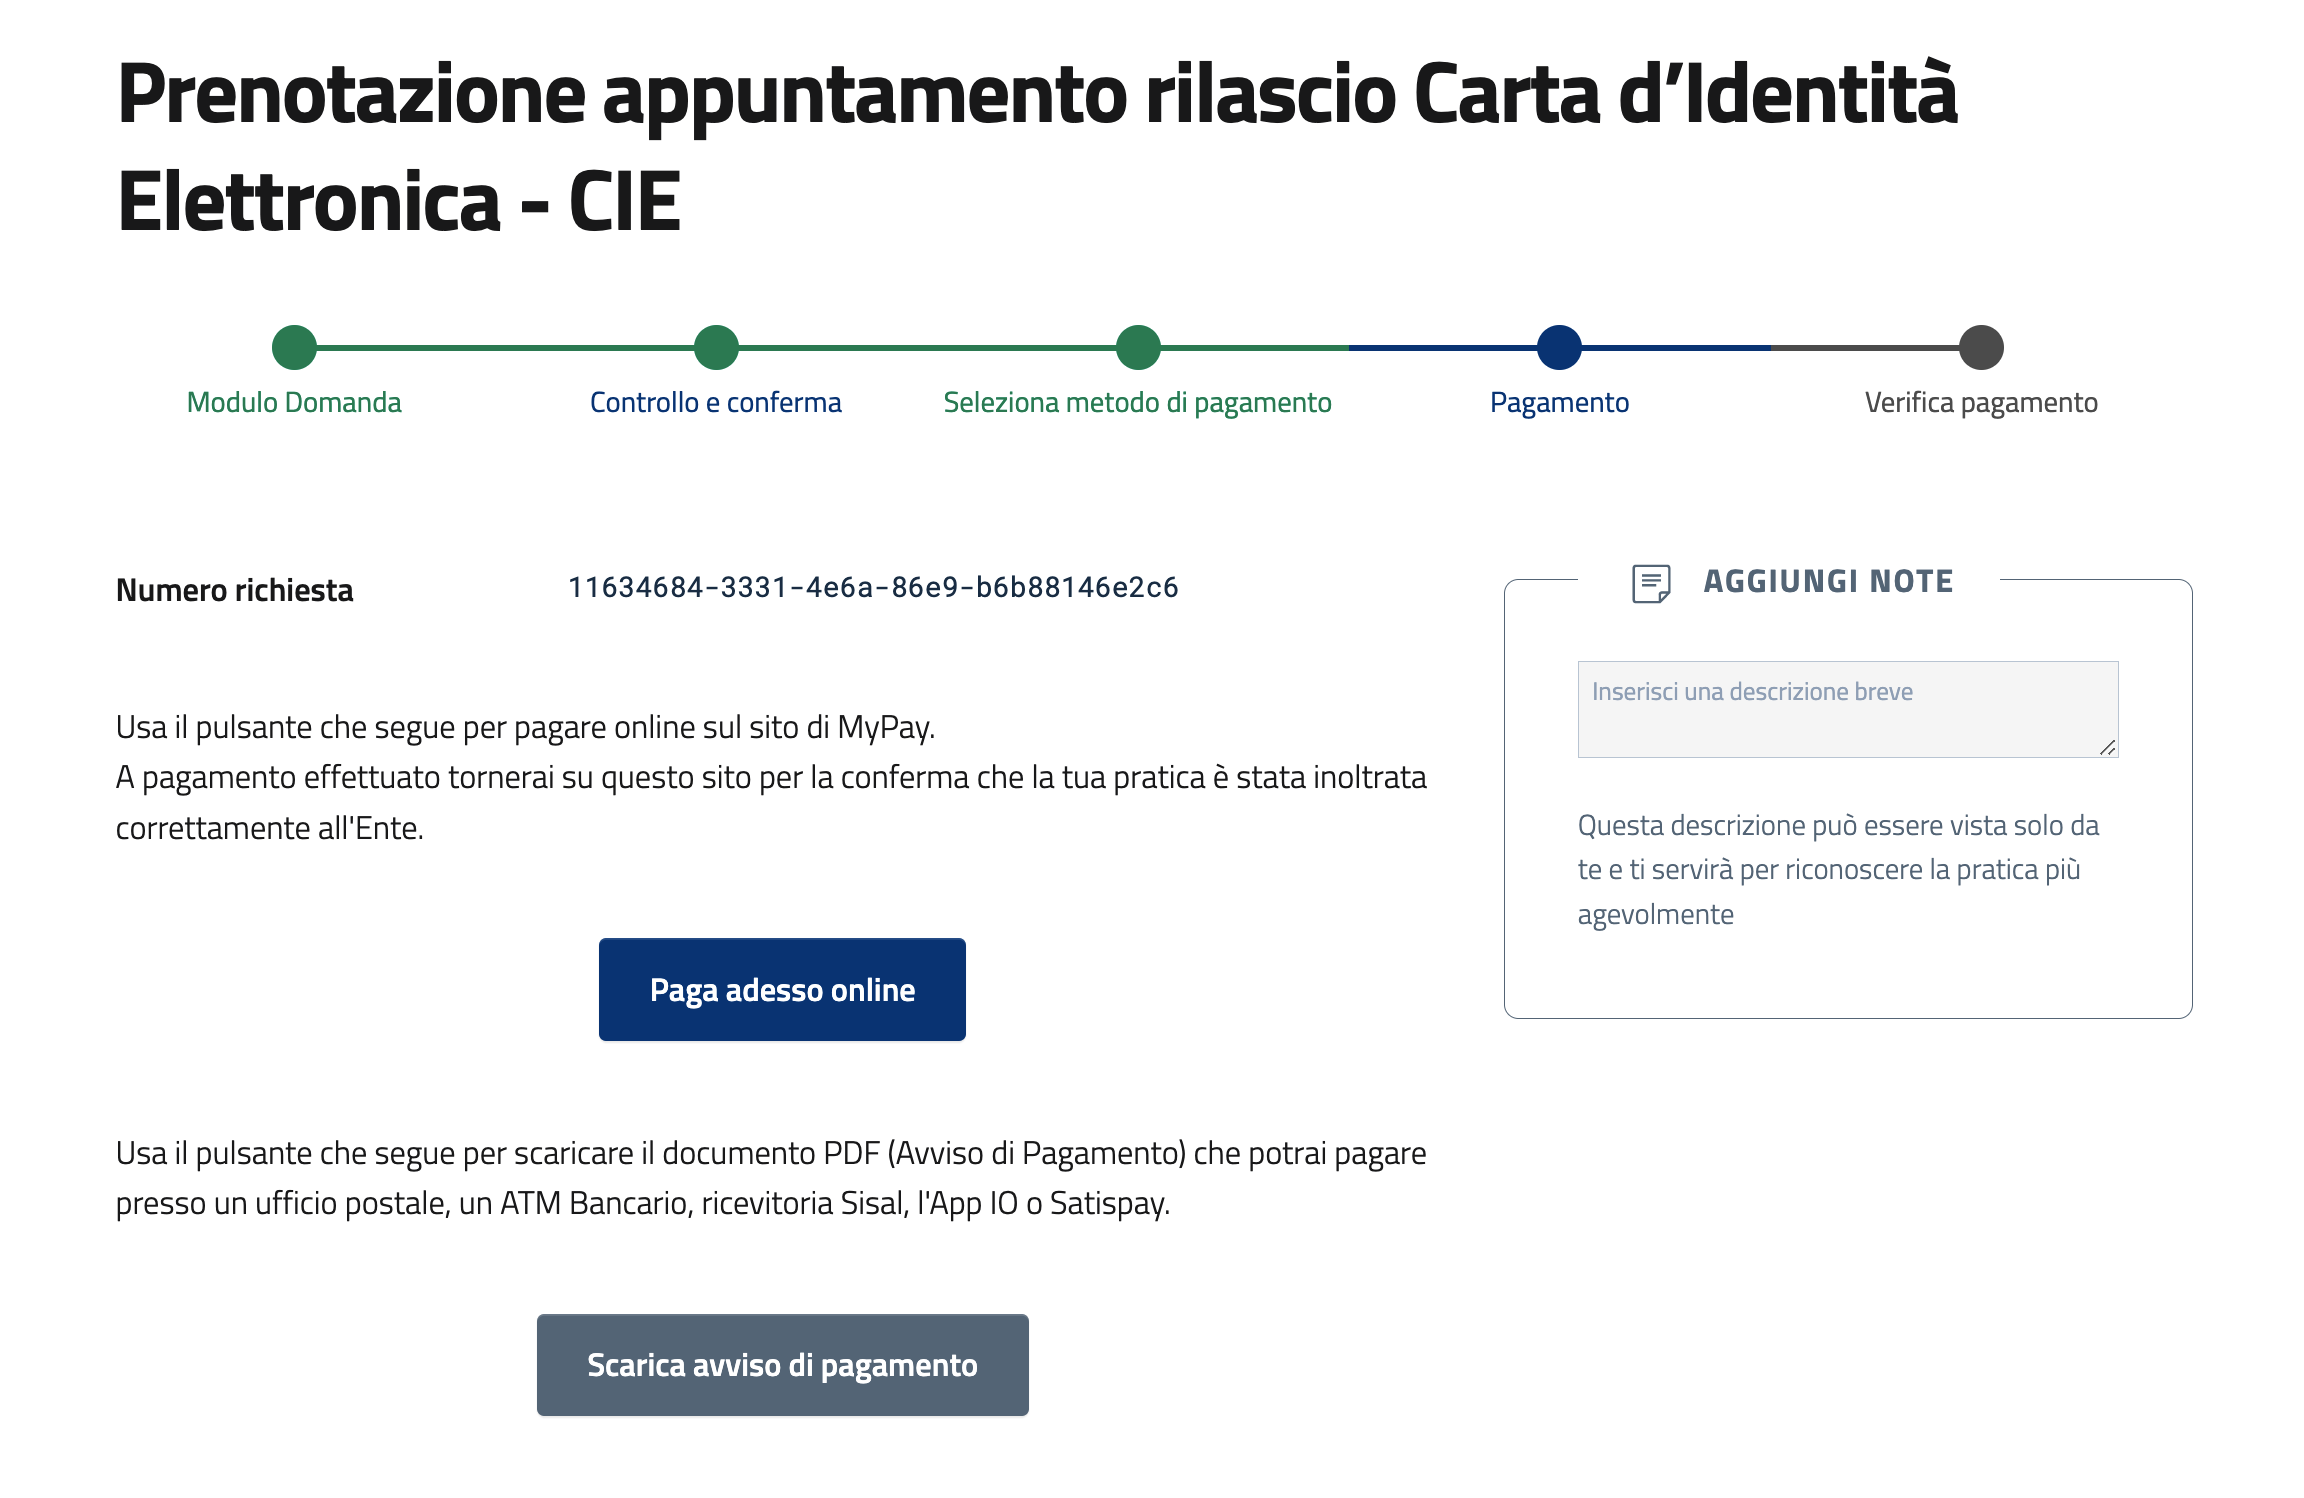 Prenotazione appuntamento rilascio Carta d’Identità
Elettronica - CIE
Modulo Domanda
Controllo e conferma
Seleziona metodo di pagamento
Pagamento
Verifica pagamento
Numero richiesta
11634684-3331-4e6a-86e9-b6b88146e2c6
Usa il pulsante che segue per pagare online sul sito di MyPay.
A pagamento effettuato tornerai su questo sito per la conferma che la tua pratica è stata inoltrata
correttamente all'Ente.
Paga adesso online
Usa il pulsante che segue per scaricare il documento PDF (Avviso di Pagamento) che potrai pagare
presso un ufficio postale, un ATM Bancario, ricevitoria Sisal, l'App IO o Satispay.
Scarica avviso di pagamento
AGGIUNGI NOTE
Inserisci una descrizione breve
Questa descrizione può essere vista solo da
te e ti servirà per riconoscere la pratica più
agevolmente